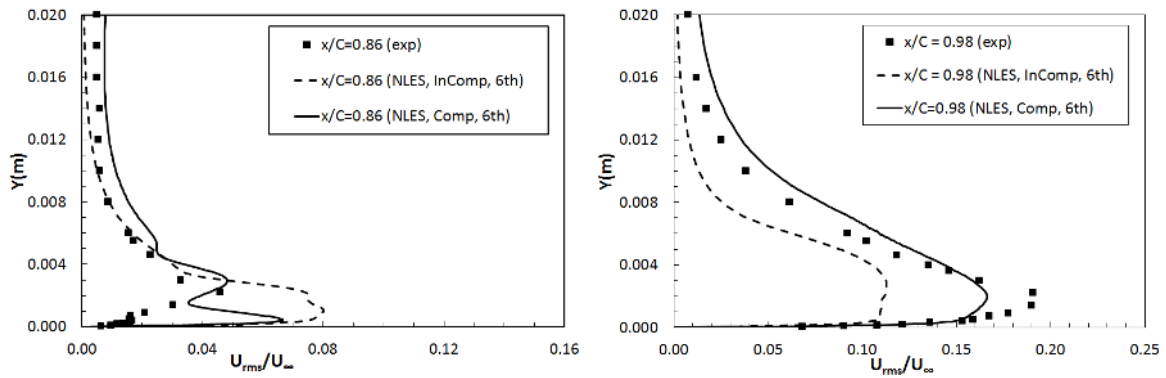 0.020
0.016
0.012
0.008
0.004
0.000
Y(m)
x/C=0.86 (exp)
x/C=0.86 (NLES, InComp, 6th)
x/C=0.86 (NLES, Comp, 6th)
0.00 0.04 0.08 0.12 0.16
Urms/U∞
0.020
0.016
0.012
0.008
0.004
0.000
Y(m)
x/C = 0.98 (exp)
x/C = 0.98 (NLES, InComp, 6th)
x/C=0.98 (NLES, Comp, 6th)
0.00 0.05 0.10 0.15 0.20 0.25
Urms/U∞